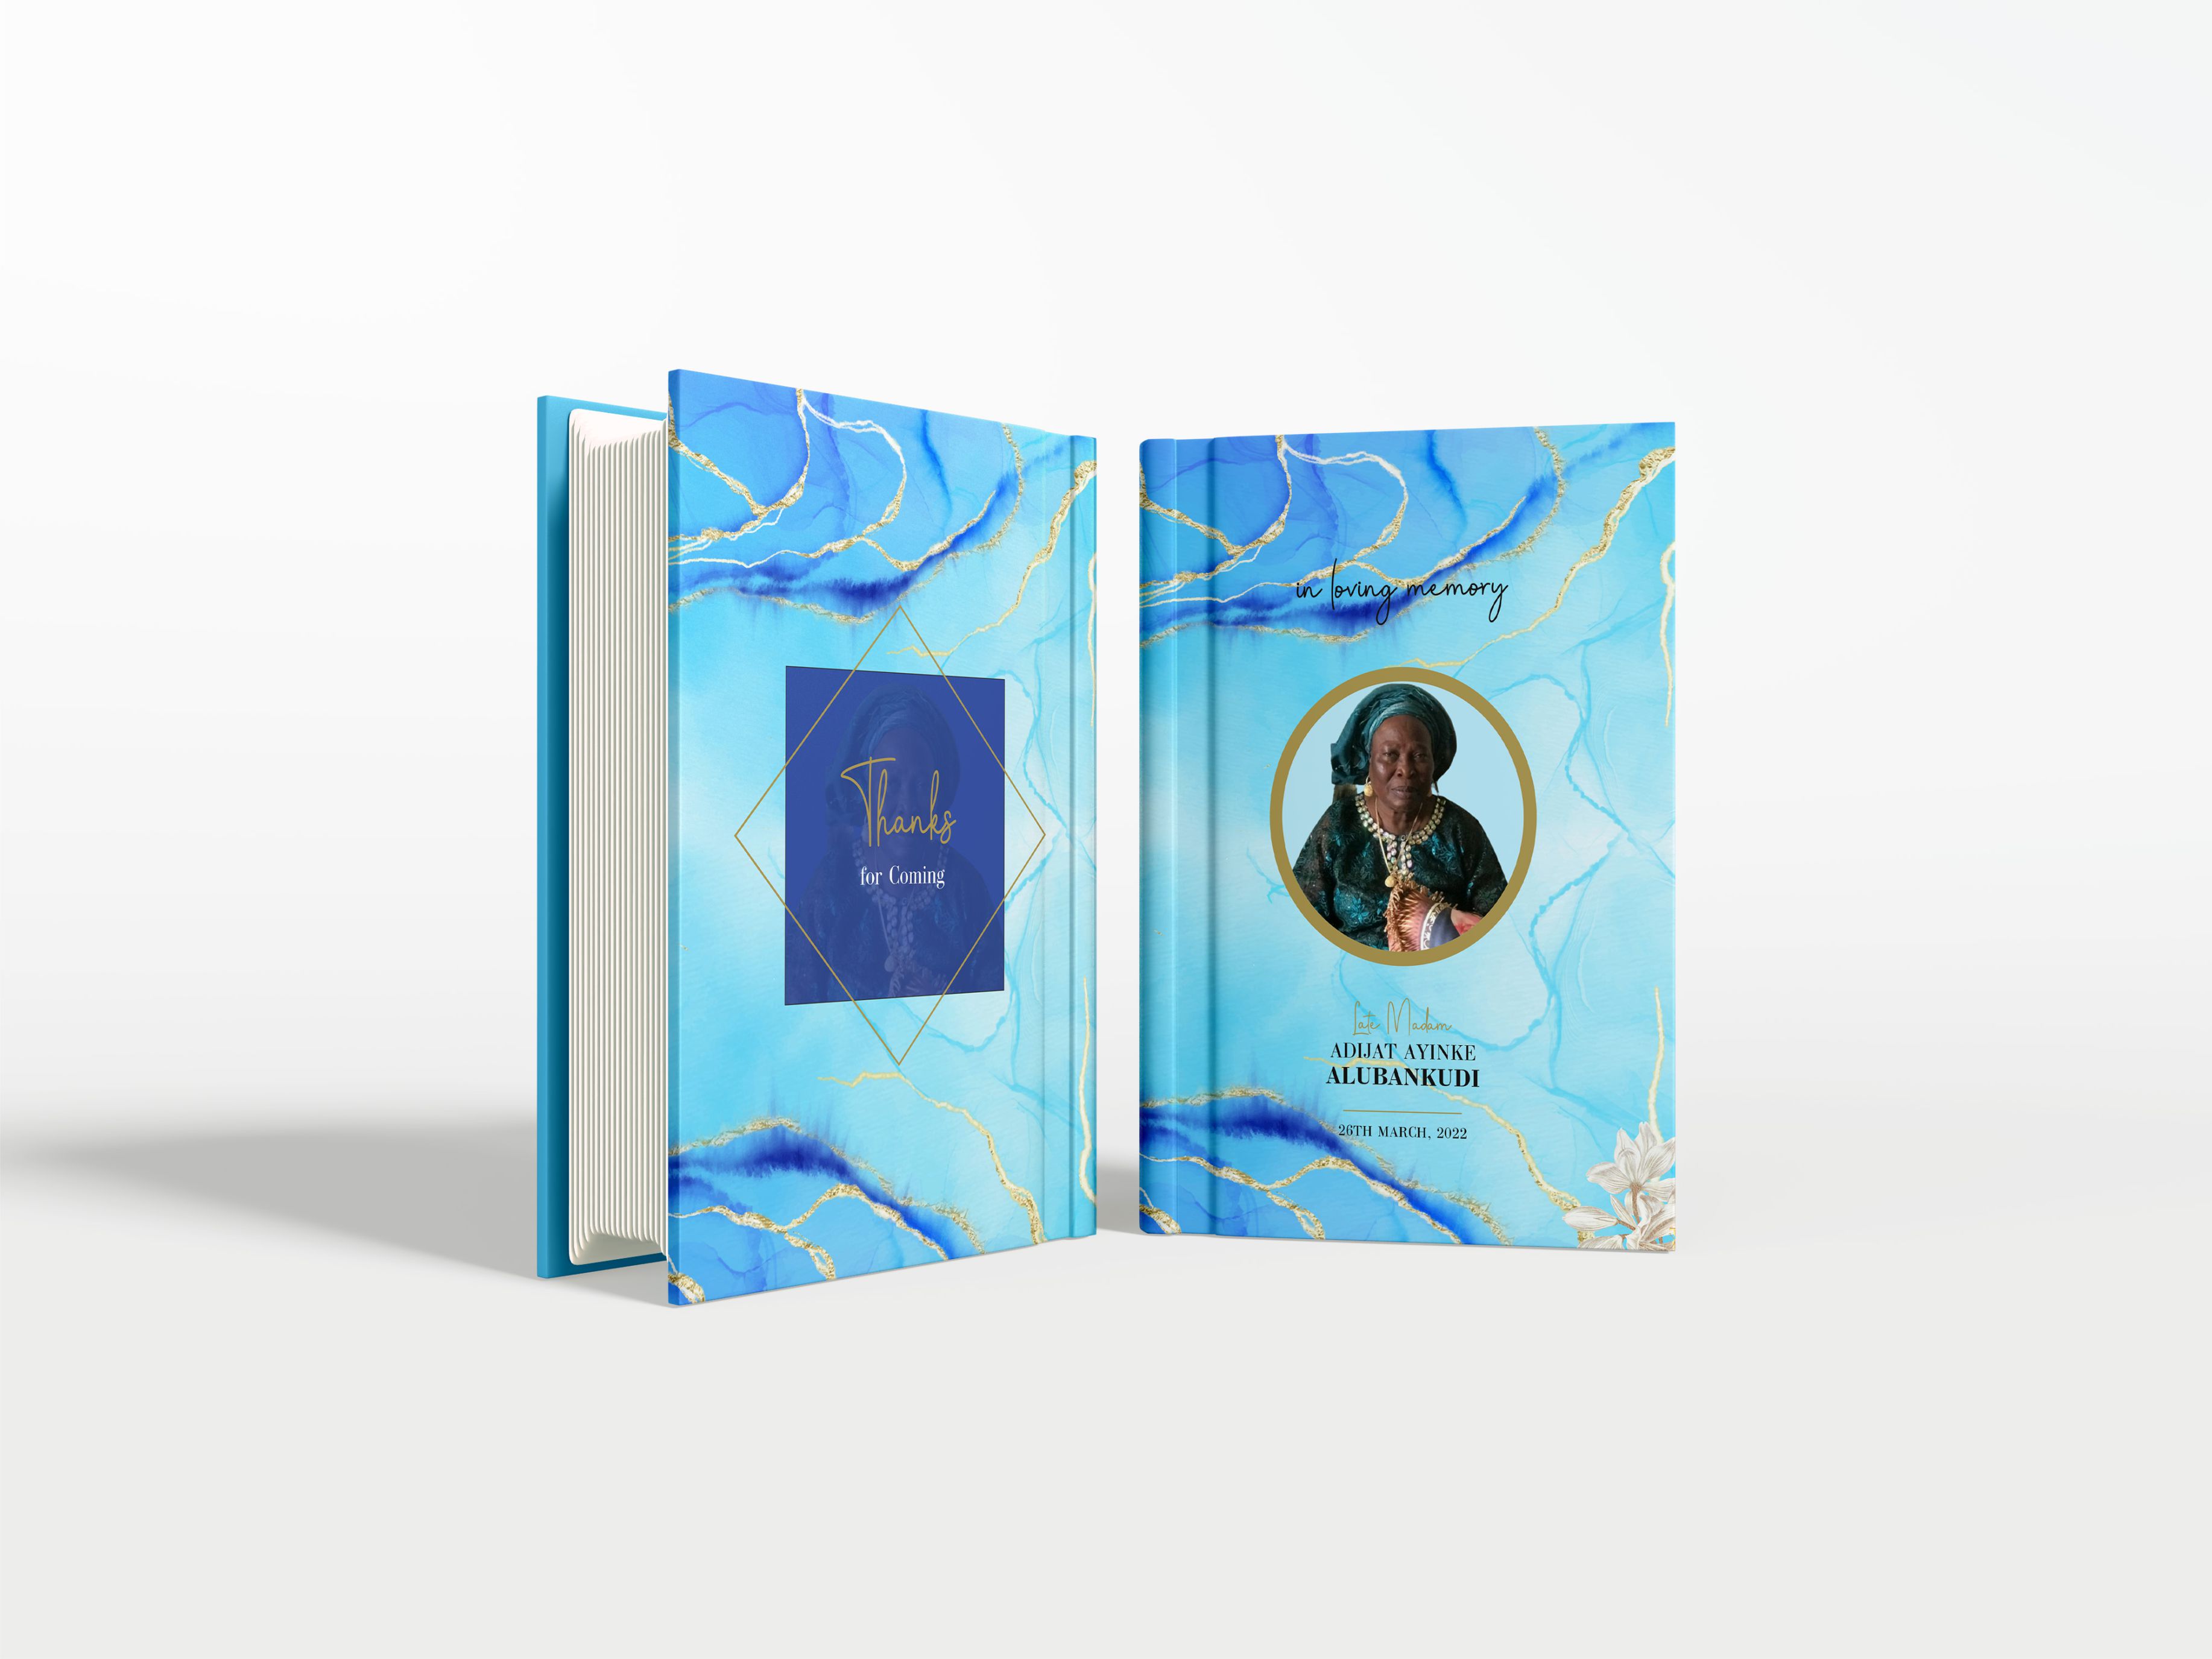 Thanks
for Coming
in loving memory
Late Madam
ADIJAT AYINKE
ALUBANKUDI
26TH MARCH, 2022